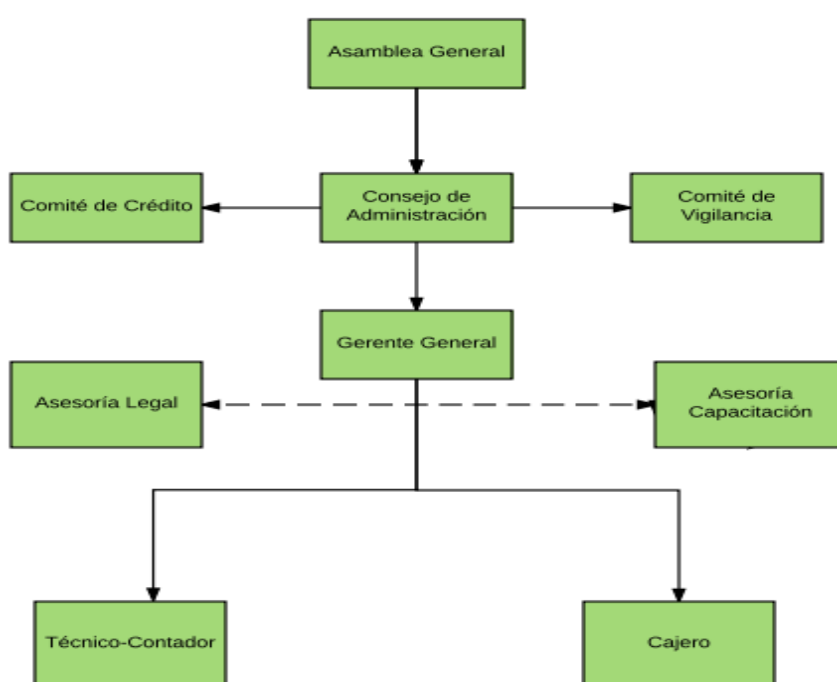 Asamblea General
Comité de Crédito
Consejo de
Administración
Comité de
Vigilancia
Gerente General
Asesoría Legal
Asesoría
Capacitación
Técnico-Contador
Cajero